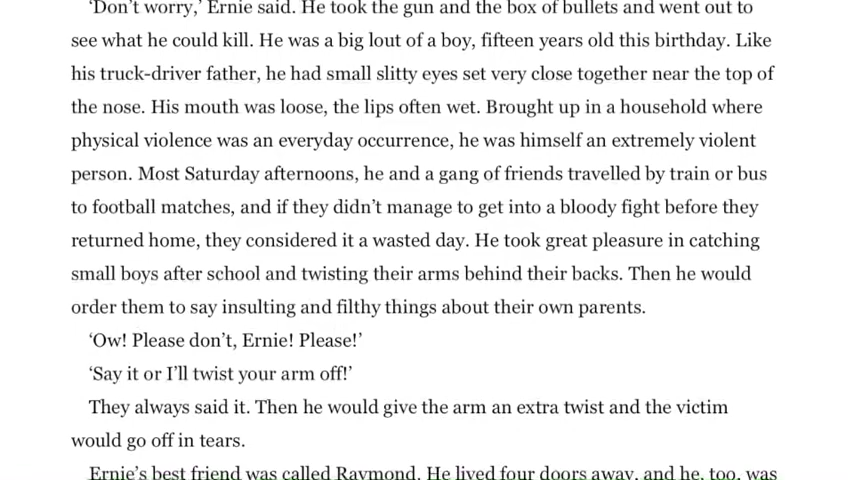 ‘Don’t worry,’ Ernie said. He took the gun and the box of bullets and went out to
see what he could kill. He was a big lout of a boy, fifteen years old this birthday. Like
his truck-driver father, he had small slitty eyes set very close together near the top of
the nose. His mouth was loose, the lips often wet. Brought up in a household where
physical violence was an everyday occurrence, he was himself an extremely violent
person. Most Saturday afternoons, he and a gang of friends travelled by train or bus
to football matches, and if they didn’t manage to get into a bloody fight before they
returned home, they considered it a wasted day. He took great pleasure in catching
small boys after school and twisting their arms behind their backs. Then he would
order them to say insulting and filthy things about their own parents.
‘Ow! Please don’t, Ernie! Please!’
‘Say it or I’ll twist your arm off!’
They always said it. Then he would give the arm an extra twist and the victim
would go off in tears.
Ernie’s best friend was called Raymond. He lived four doors away, and he, too, was